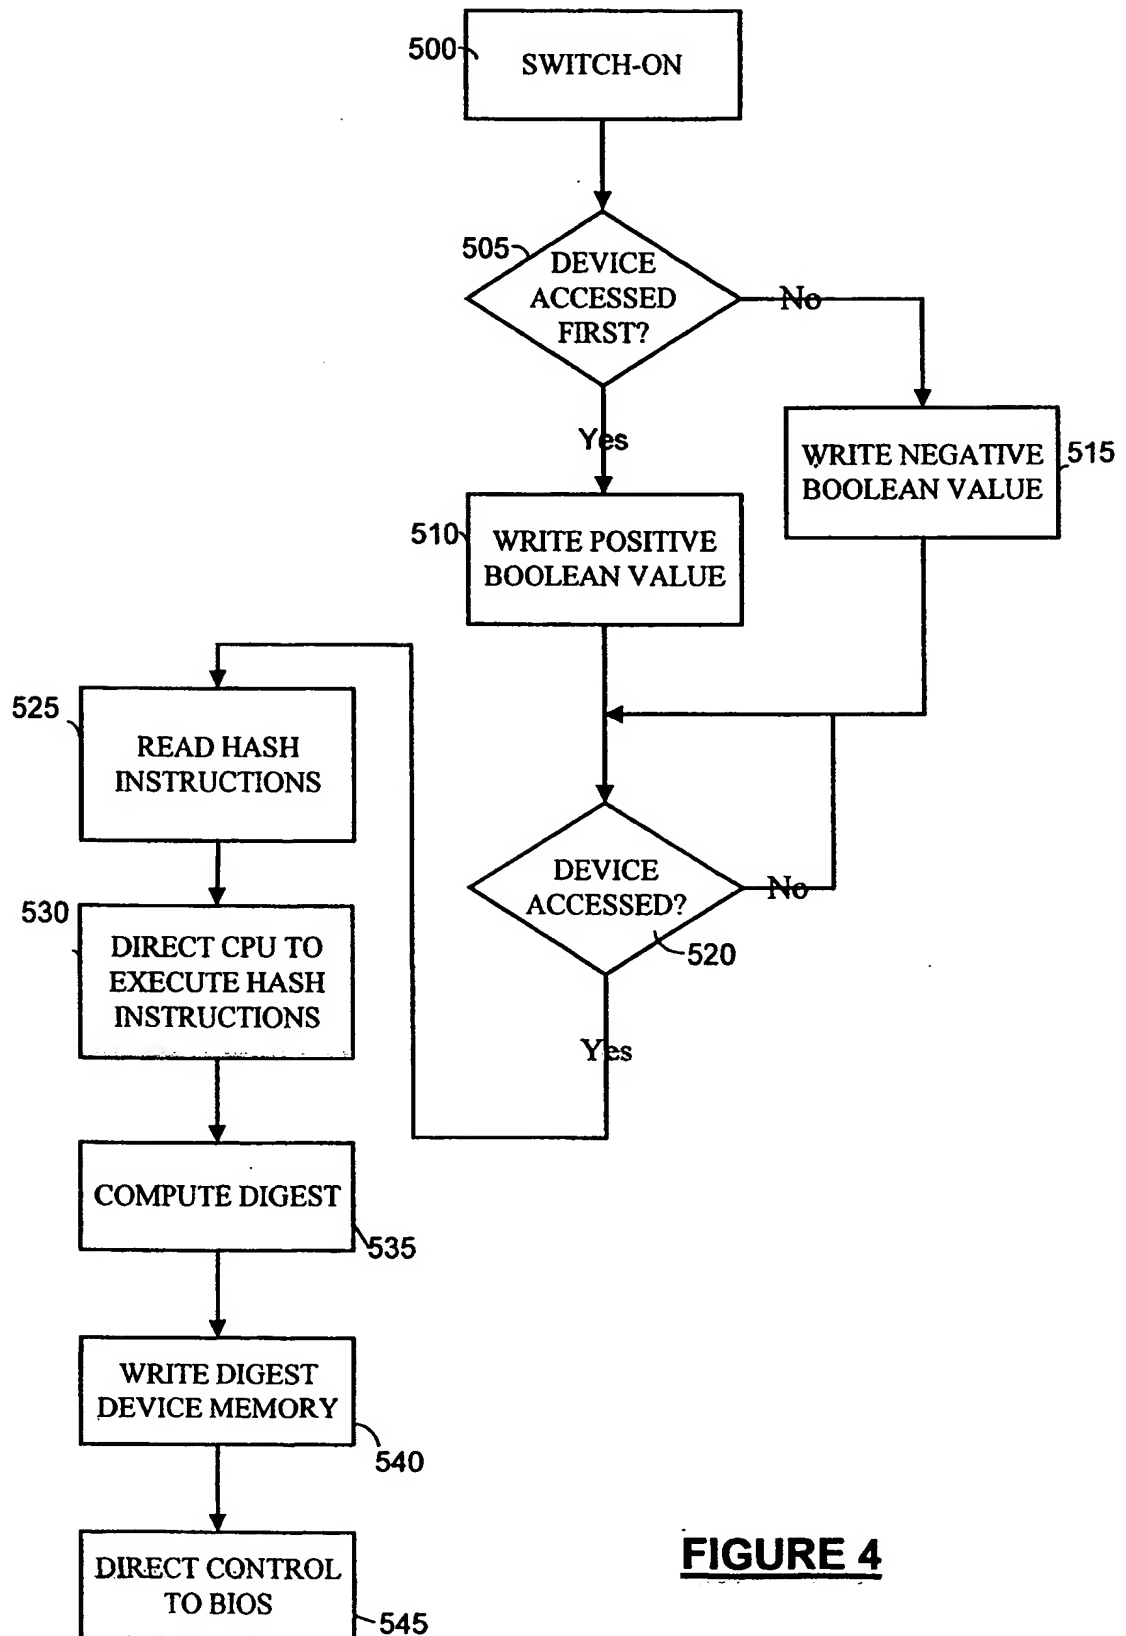 500
SWITCH-ON
505
DEVICE
ACCESSED
FIRST?
No
Yes
WRITE NEGATIVE
BOOLEAN VALUE
515
510
WRITE POSITIVE
BOOLEAN VALUE
525
READ HASH
INSTRUCTIONS
DEVICE
ACCESSED?
No
520
Yes
530
DIRECT CPU TO
EXECUTE HASH
INSTRUCTIONS
COMPUTE DIGEST
535
WRITE DIGEST
DEVICE MEMORY
540
DIRECT CONTROL
TO BIOS
545
FIGURE 4